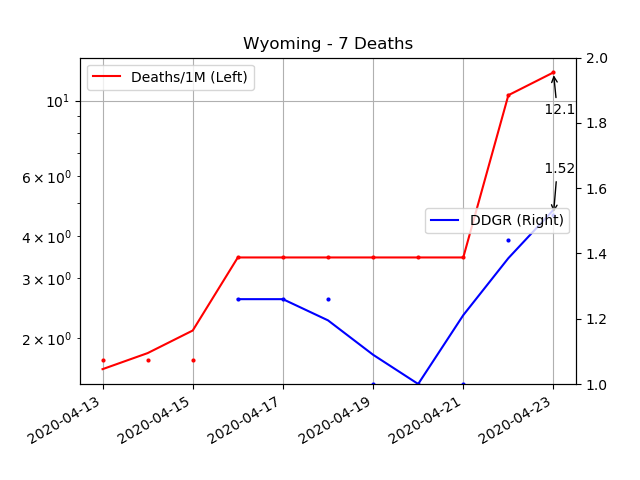 Wyoming - 7 Deaths
Deaths/1M (Left)
DDGR (Right)
12.1
1.52
10¹
6 × 10⁰
4 × 10⁰
3 × 10⁰
2 × 10⁰
2.0
1.8
1.6
1.4
1.2
1.0
2020-04-13
2020-04-15
2020-04-17
2020-04-19
2020-04-21
2020-04-23